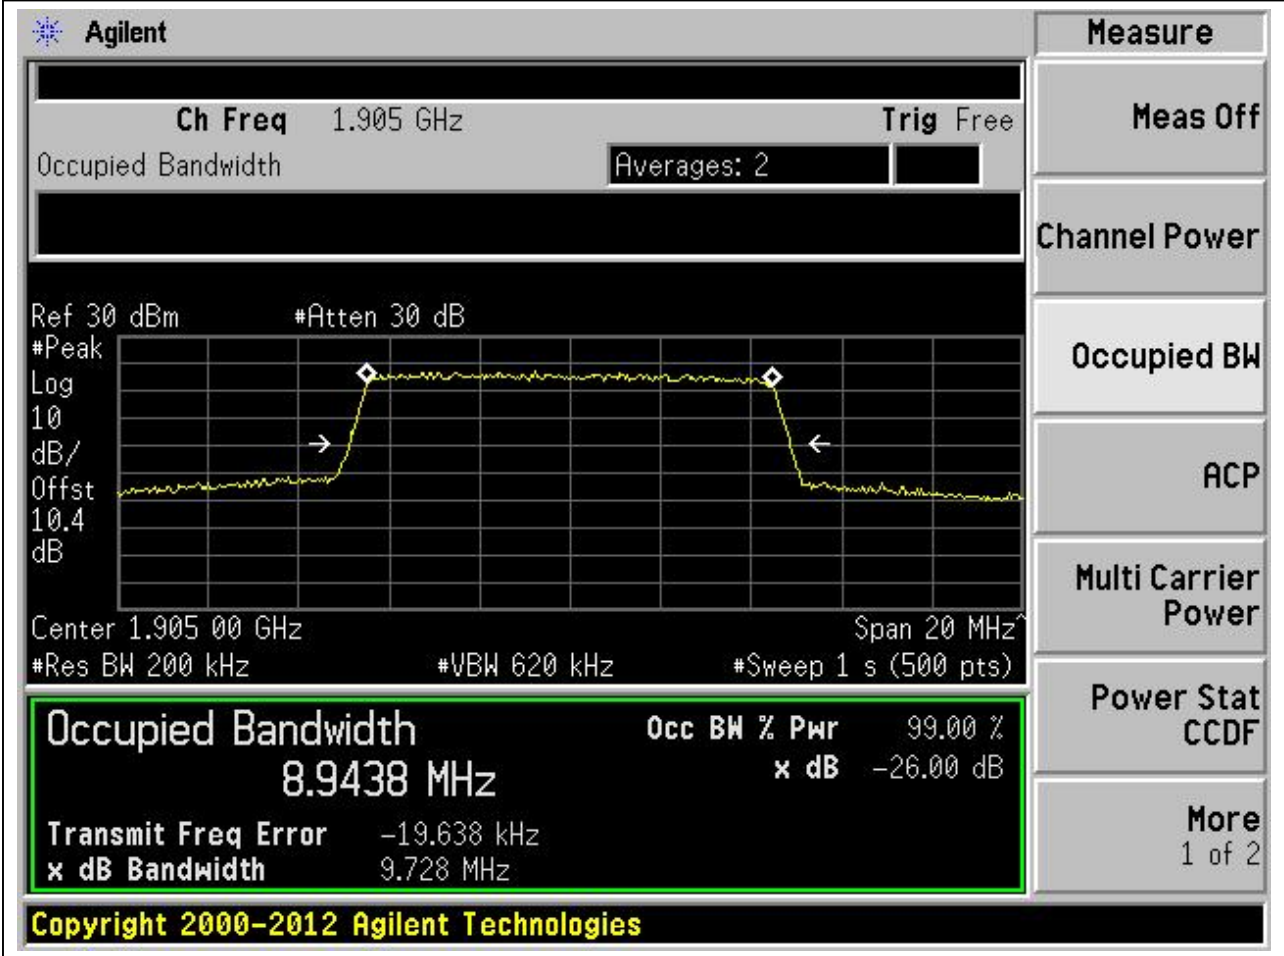 Agilent
Measure
Ch Freq 1.905 GHz Trig Free
Occupied Bandwidth Averages: 2
Meas Off
Channel Power
Occupied BW
ACP
Multi Carrier
Power
Power Stat
CCDF
More
1 of 2
Ref 30 dBm #Atten 30 dB
#Peak
Log
10
dB/
Offst
10.4
dB
Center 1.905 00 GHz Span 20 MHz^
#Res BW 200 kHz #VBW 620 kHz #Sweep 1 s (500 pts)
Occupied Bandwidth Occ BW % Pwr 99.00 %
8.9438 MHz x dB -26.00 dB
Transmit Freq Error -19.638 kHz
x dB Bandwidth 9.728 MHz
Copyright 2000-2012 Agilent Technologies